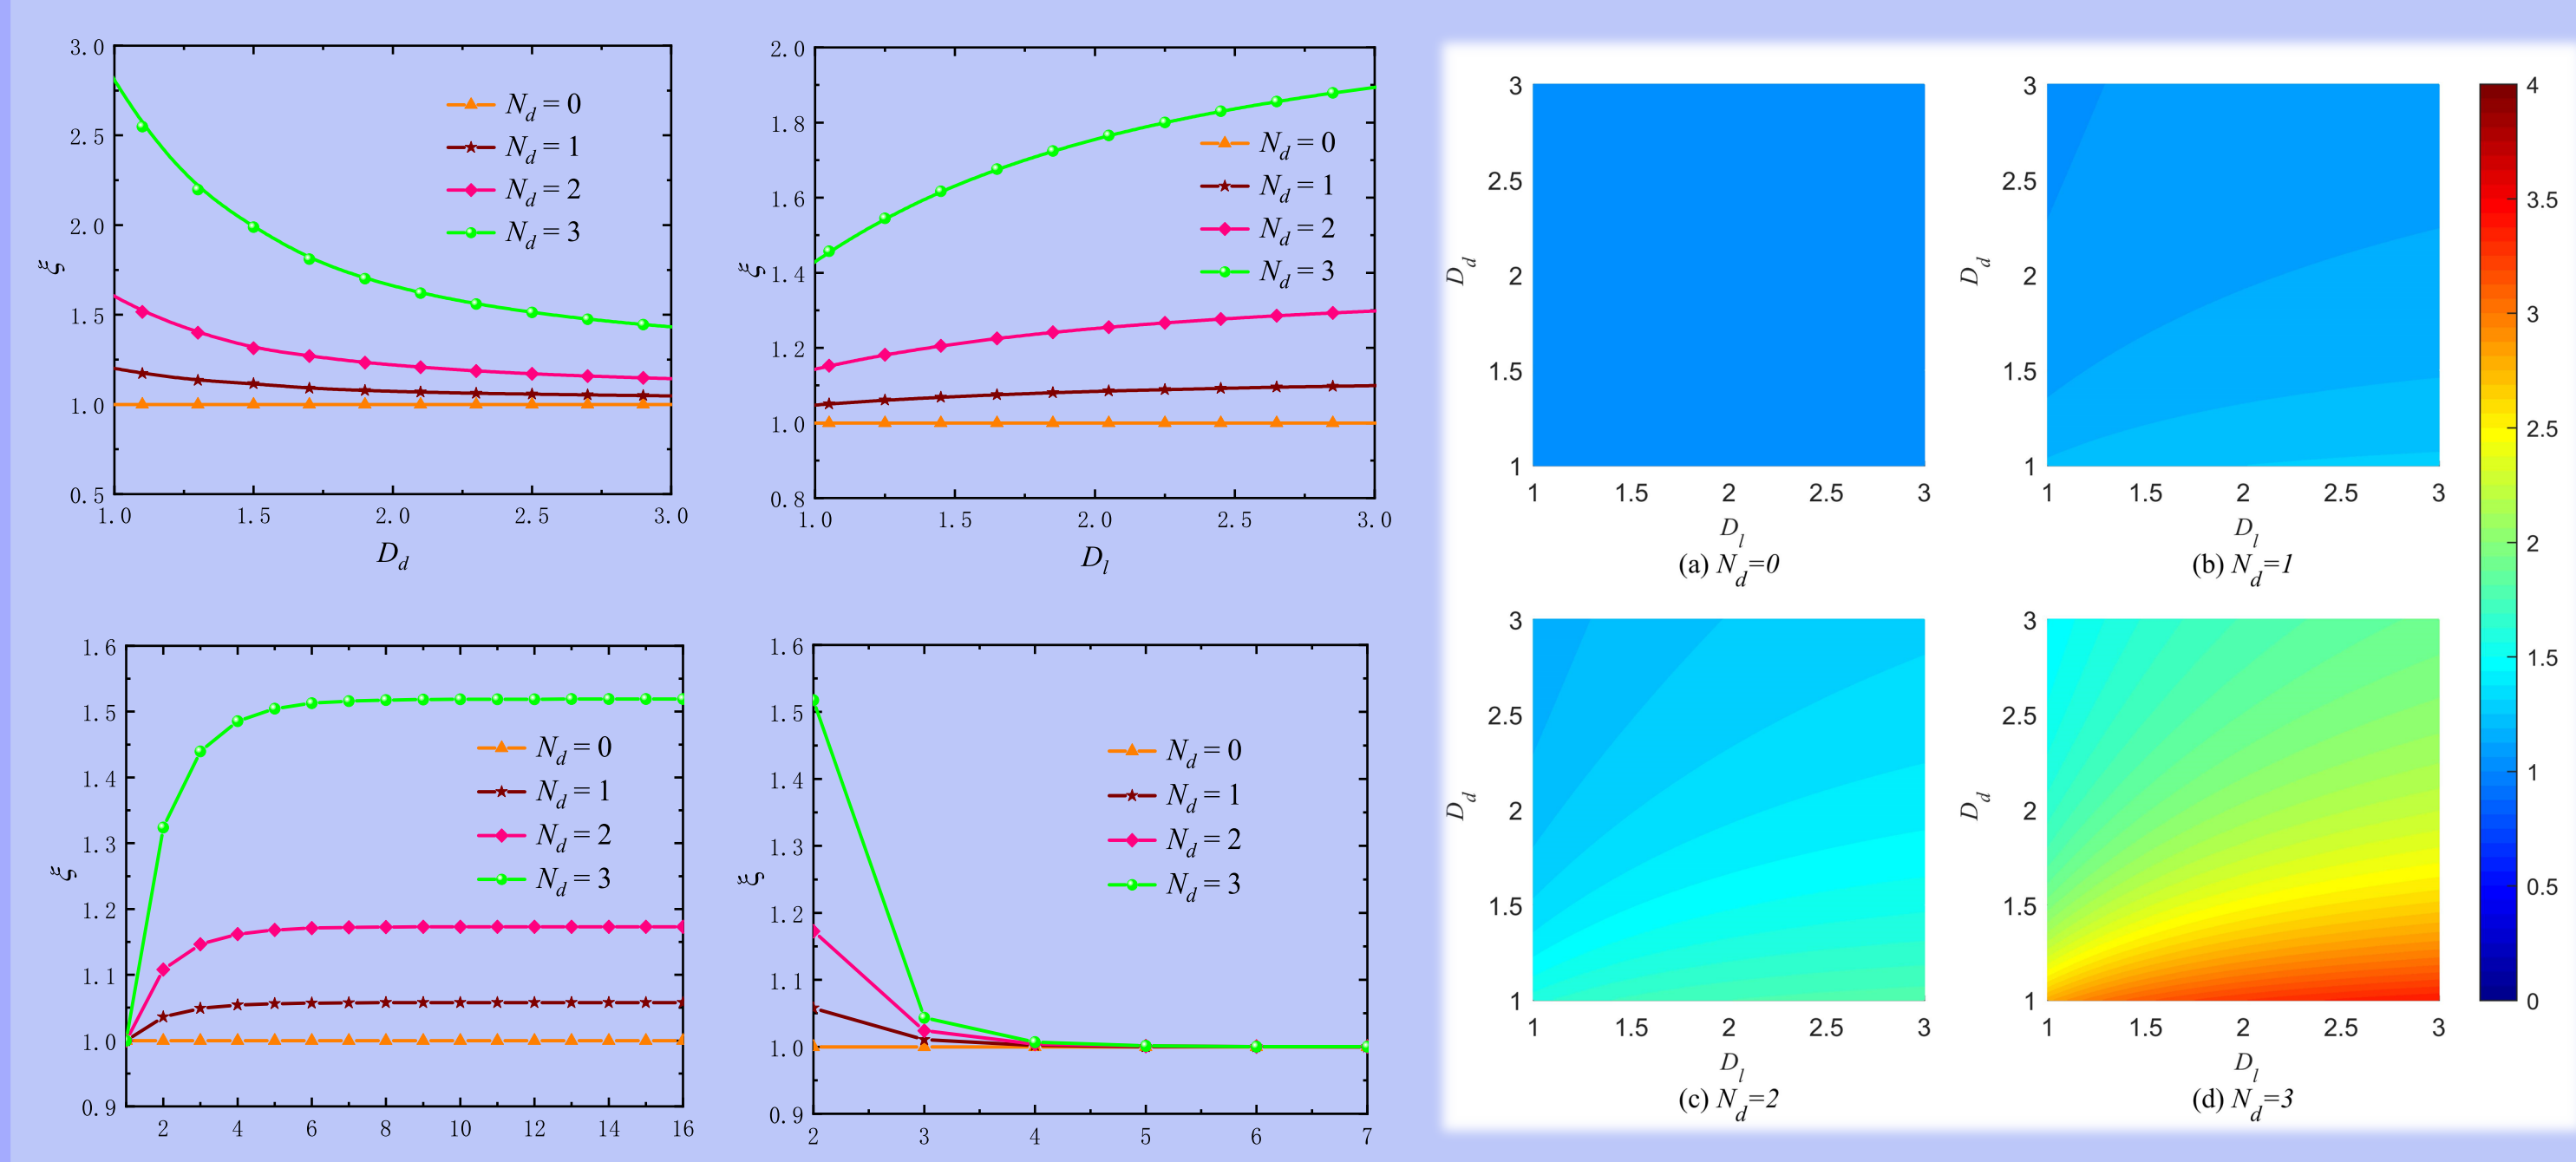 3.0
2.5
2.0
1.5
1.0
0.5
ξ
N_d = 0
N_d = 1
N_d = 2
N_d = 3
1.0 1.5 2.0 2.5 3.0
D_d
2.0
1.8
1.6
1.4
1.2
1.0
0.8
ξ
N_d = 0
N_d = 1
N_d = 2
N_d = 3
1.0 1.5 2.0 2.5 3.0
D_l
3
2.5
2
1.5
1
D_d
1 1.5 2 2.5 3
D_l
(a) N_d=0
3
2.5
2
1.5
1
D_d
1 1.5 2 2.5 3
D_l
(b) N_d=1
4
3.5
3
2.5
2
1.5
1
0.5
0
1.6
1.5
1.4
1.3
1.2
1.1
1.0
0.9
ξ
N_d = 0
N_d = 1
N_d = 2
N_d = 3
2 4 6 8 10 12 14 16
1.6
1.5
1.4
1.3
1.2
1.1
1.0
0.9
ξ
N_d = 0
N_d = 1
N_d = 2
N_d = 3
2 3 4 5 6 7
3
2.5
2
1.5
1
D_d
1 1.5 2 2.5 3
D_l
(c) N_d=2
3
2.5
2
1.5
1
D_d
1 1.5 2 2.5 3
D_l
(d) N_d=3